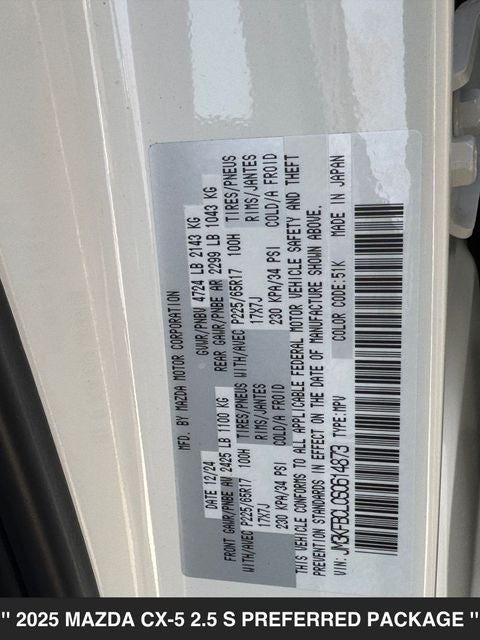 MFD. BY MAZDA MOTOR CORPORATION
DATE 12/24 GVWR/PNBV 4724 LB 2143 KG
FRONT GAWR/PNBE AV 2425 LB 1100 KG REAR GAWR/PNBE AR 2299 LB 1043 KG
TIRES/PNEUS WITH/AVEC P225/65R17 100H TIRES/PNEUS
RIMS/JANTES 17X7J RIMS/JANTES
COLD/A FROID 230 KPA/34 PSI COLD/A FROID
WITH/AVEC P225/65R17 100H
17X7J
230 KPA/34 PSI
THIS VEHICLE CONFORMS TO ALL APPLICABLE FEDERAL MOTOR VEHICLE SAFETY AND THEFT
PREVENTION STANDARDS IN EFFECT ON THE DATE OF MANUFACTURE SHOWN ABOVE.
VIN: JM3KFBCL0S0614873 TYPE:MPV COLOR CODE:51K MADE IN JAPAN
" 2025 MAZDA CX-5 2.5 S PREFERRED PACKAGE "